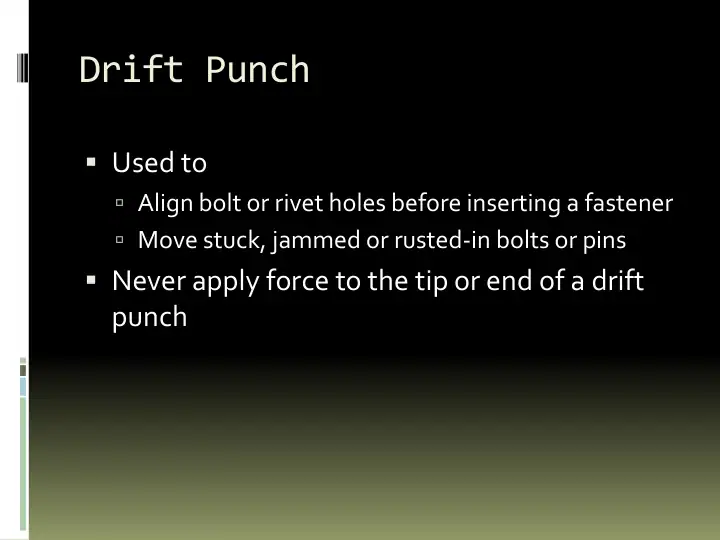 Drift Punch
Used to
Align bolt or rivet holes before inserting a fastener
Move stuck, jammed or rusted-in bolts or pins
Never apply force to the tip or end of a drift
punch